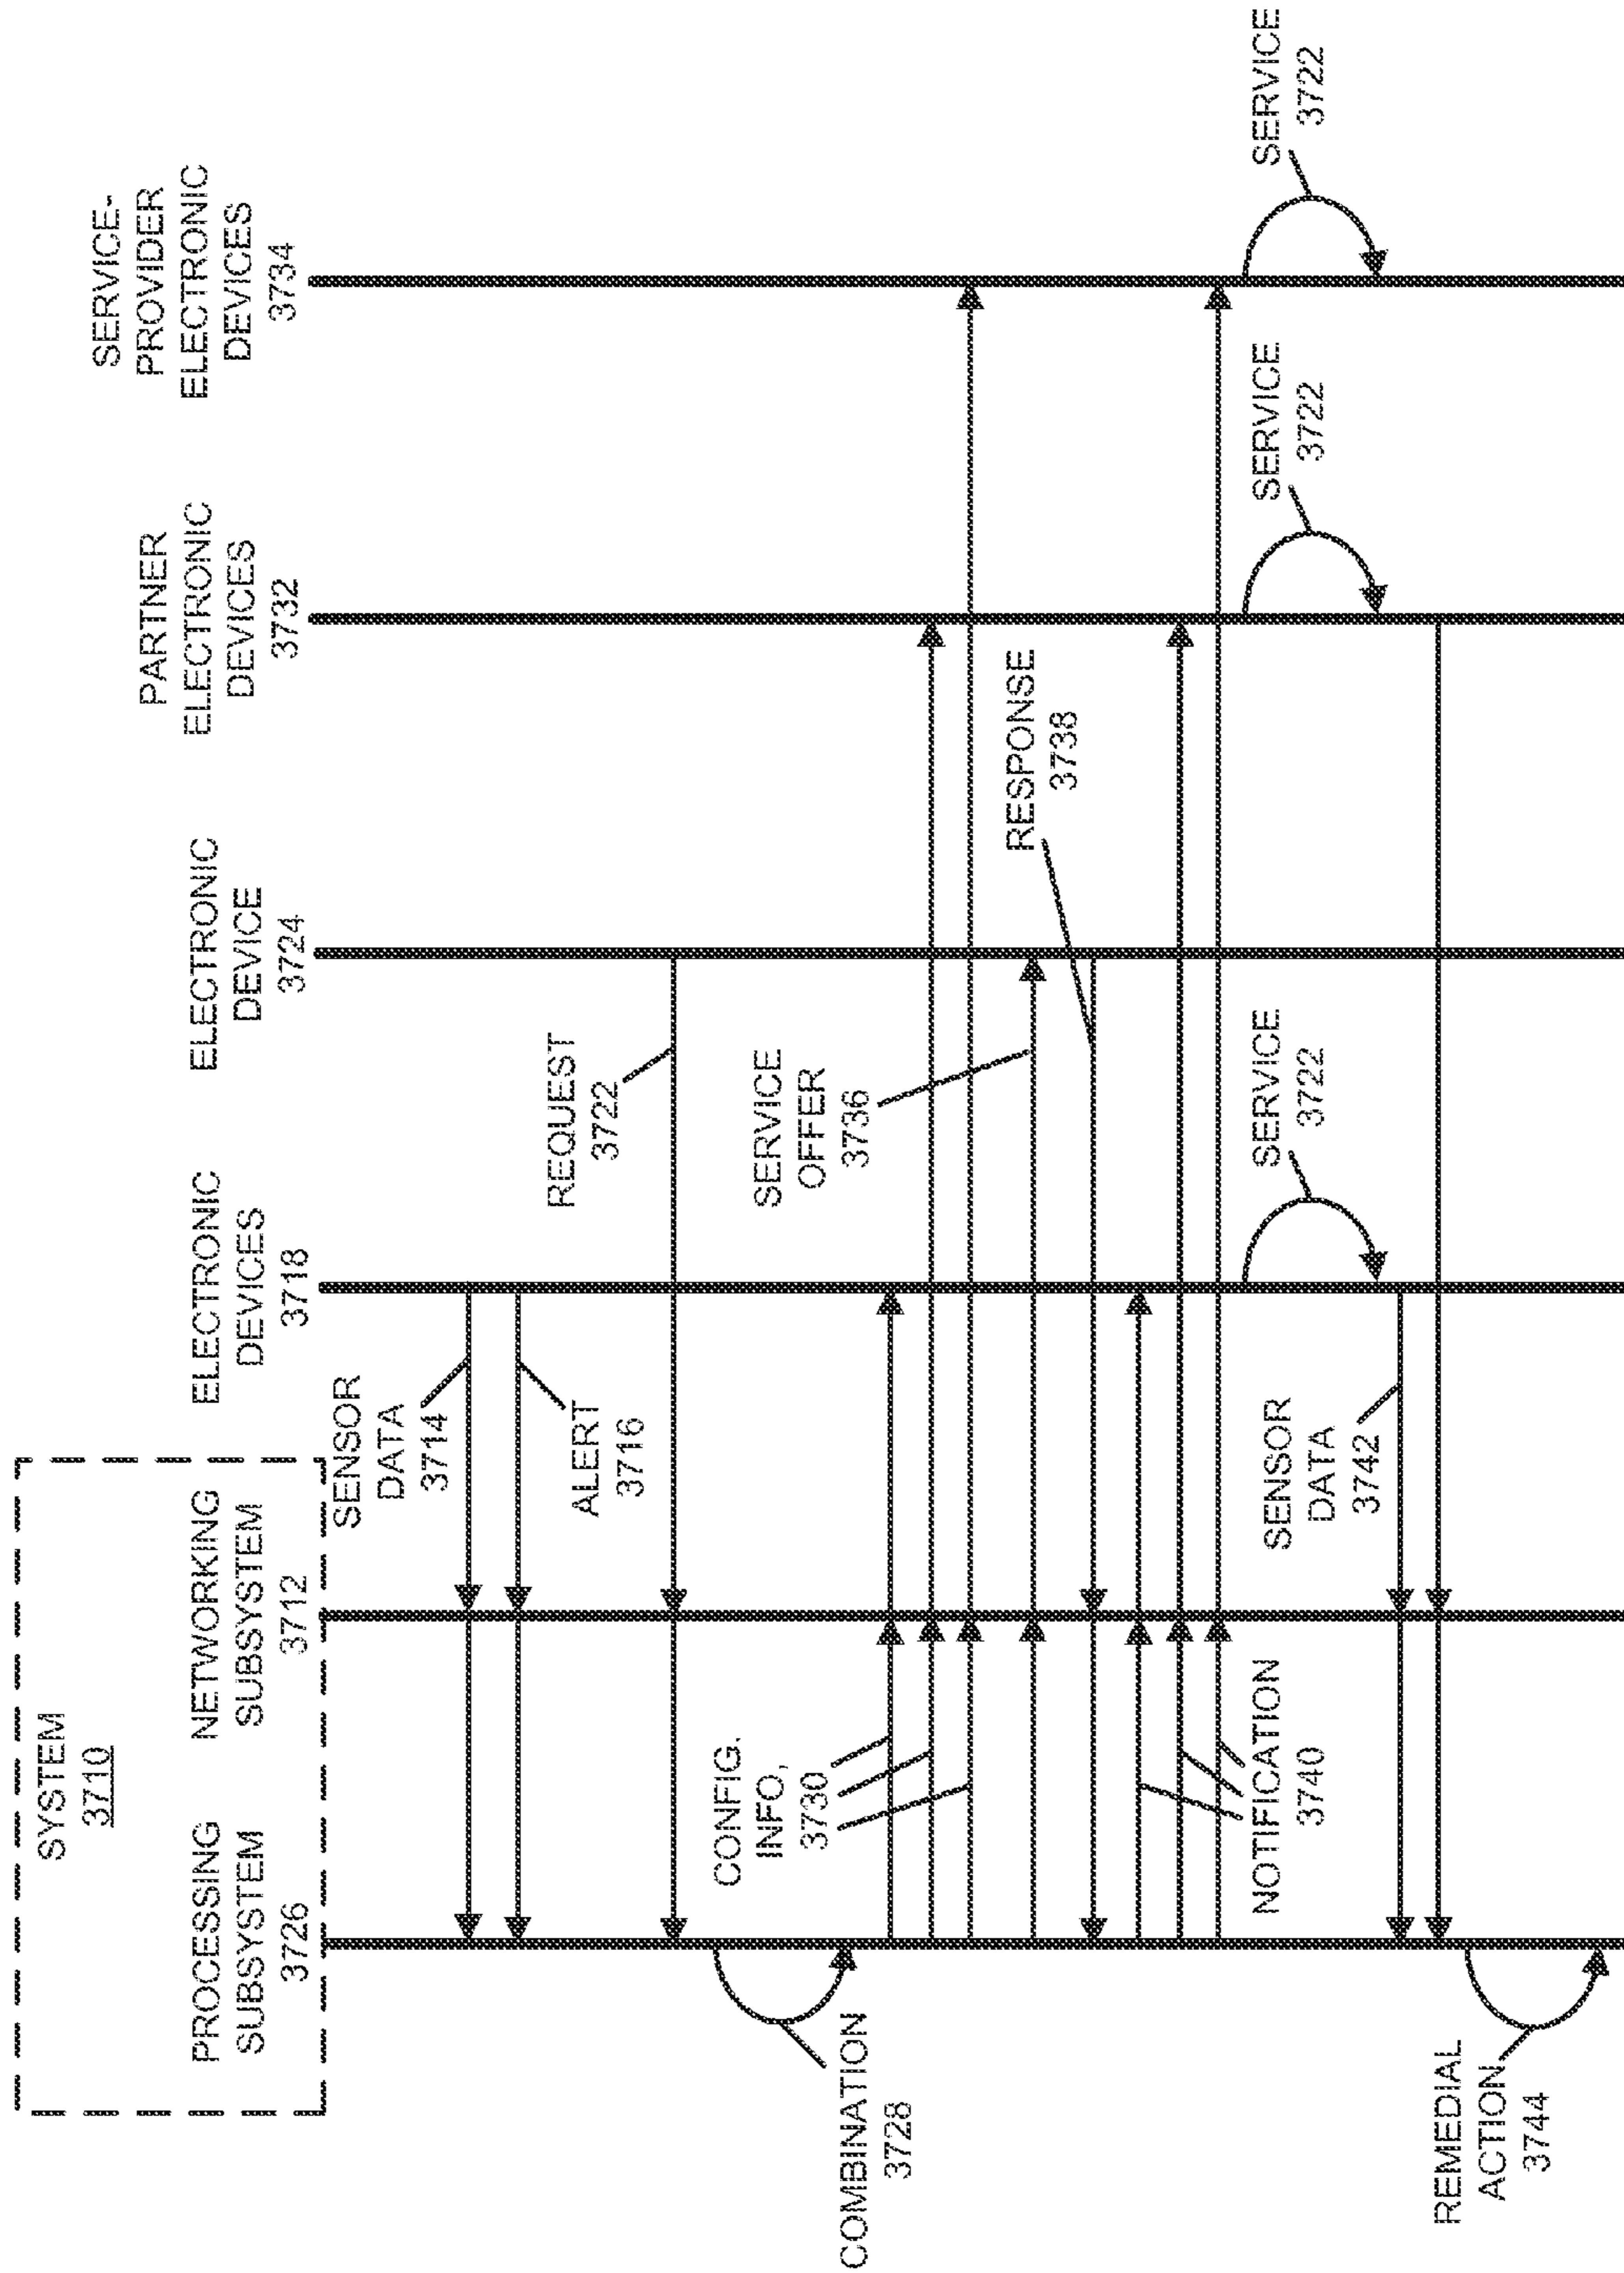 SYSTEM
3710
PROCESSING
SUBSYSTEM
3726
NETWORKING
SUBSYSTEM
3712
ELECTRONIC
DEVICES
3718
ELECTRONIC
DEVICE
3724
PARTNER
ELECTRONIC
DEVICES
3732
SERVICE-
PROVIDER
ELECTRONIC
DEVICES
3734
SENSOR
DATA
3714
ALERT
3716
REQUEST
3722
COMBINATION
3728
CONFIG.
INFO,
3730
SERVICE
OFFER
3736
RESPONSE
3738
NOTIFICATION
3740
SERVICE
3722
SERVICE
3722
SERVICE
3722
SENSOR
DATA
3742
REMEDIAL
ACTION
3744